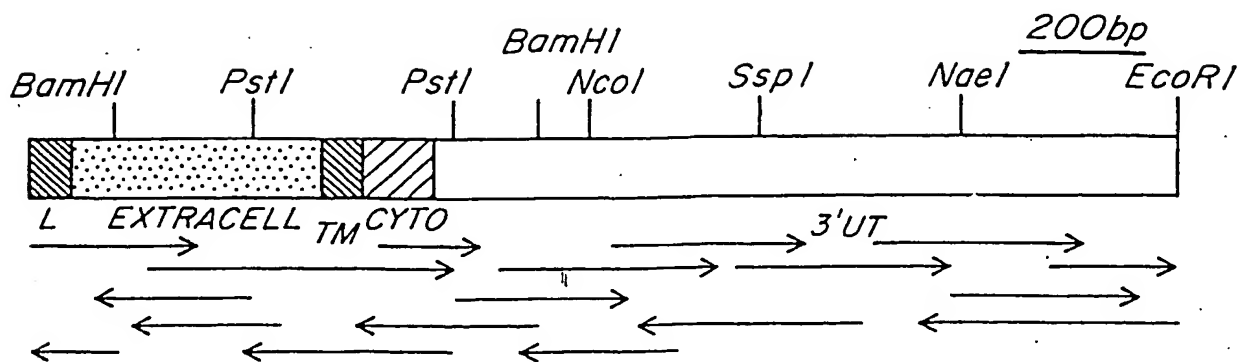 200bp
BamHI
BamHI PstI PstI NcoI SspI NaeI EcoRI
L EXTRACELL TM CYTO 3'UT